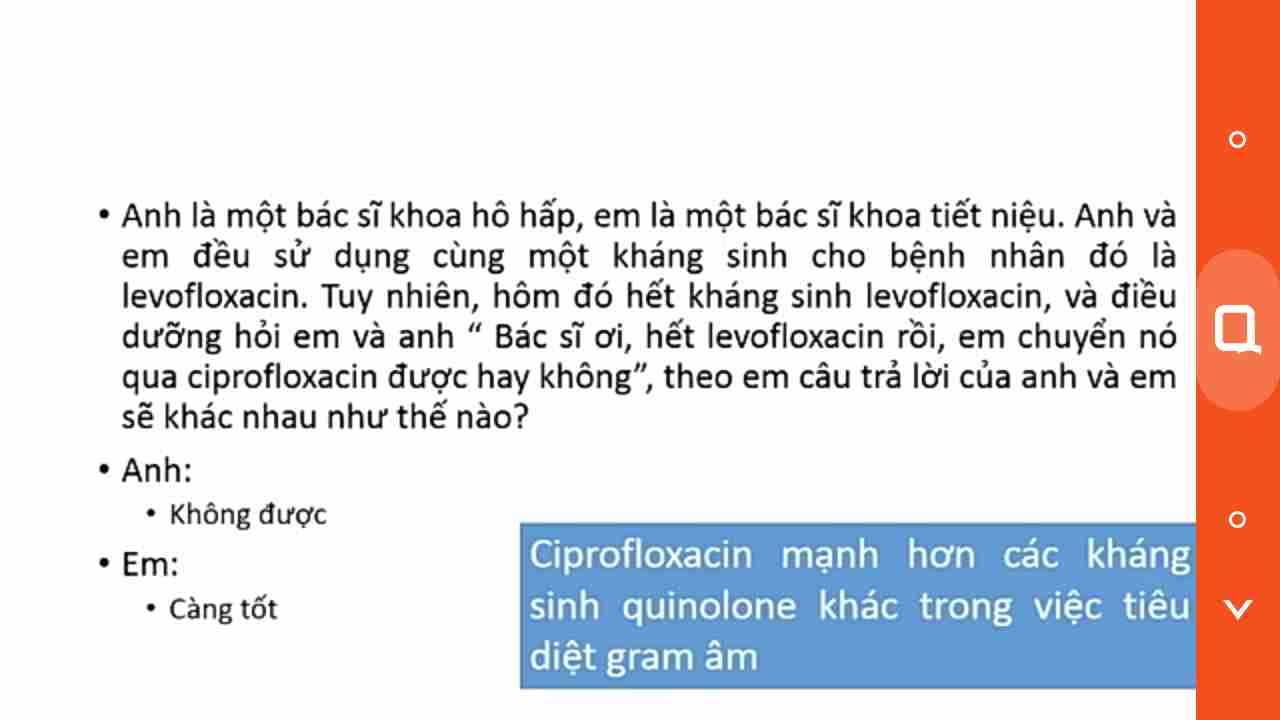 • Anh là một bác sĩ khoa hô hấp, em là một bác sĩ khoa tiết niệu. Anh và
em đều sử dụng cùng một kháng sinh cho bệnh nhân đó là
levofloxacin. Tuy nhiên, hôm đó hết kháng sinh levofloxacin, và điều
dưỡng hỏi em và anh “ Bác sĩ ơi, hết levofloxacin rồi, em chuyển nó
qua ciprofloxacin được hay không”, theo em câu trả lời của anh và em
sẽ khác nhau như thế nào?
• Anh:
• Không được
• Em:
• Càng tốt
Ciprofloxacin mạnh hơn các kháng
sinh quinolone khác trong việc tiêu
diệt gram âm